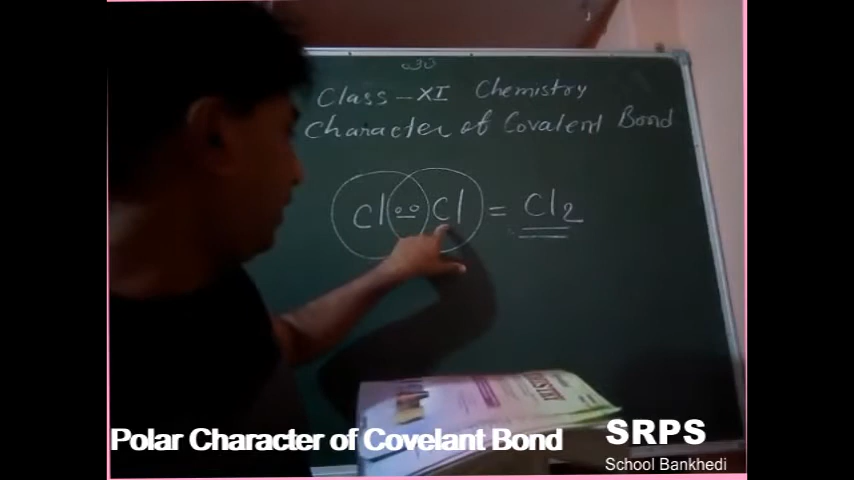 Class - XI Chemistry
Character of Covalent Bond
Cl Cl = Cl2
Polar Character of Covelant Bond
SRPS
School Bankhedi